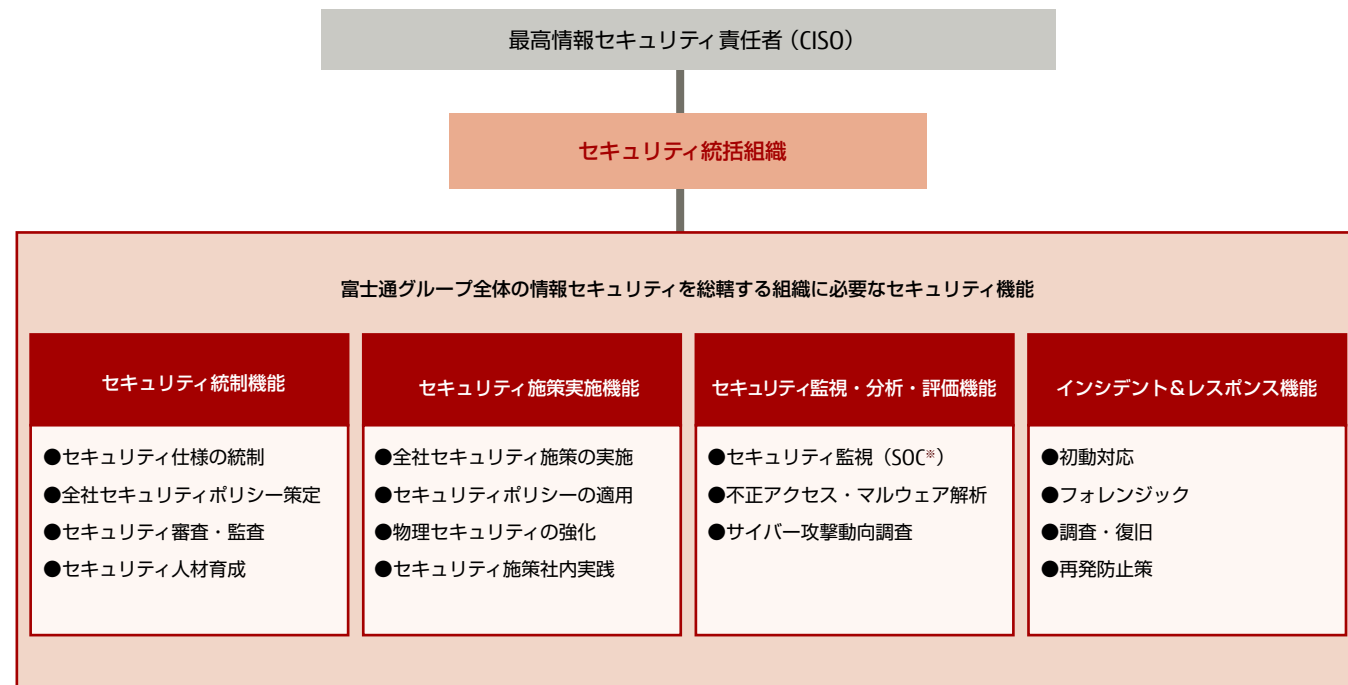 最高情報セキュリティ責任者（CISO）
セキュリティ統括組織
富士通グループ全体の情報セキュリティを総轄する組織に必要なセキュリティ機能
セキュリティ統制機能
●セキュリティ仕様の統制
●全社セキュリティポリシー策定
●セキュリティ審査・監査
●セキュリティ人材育成
セキュリティ施策実施機能
●全社セキュリティ施策の実施
●セキュリティポリシーの適用
●物理セキュリティの強化
●セキュリティ施策社内実践
セキュリティ監視・分析・評価機能
●セキュリティ監視（SOC※）
●不正アクセス・マルウェア解析
●サイバー攻撃動向調査
インシデント＆レスポンス機能
●初動対応
●フォレンジック
●調査・復旧
●再発防止策